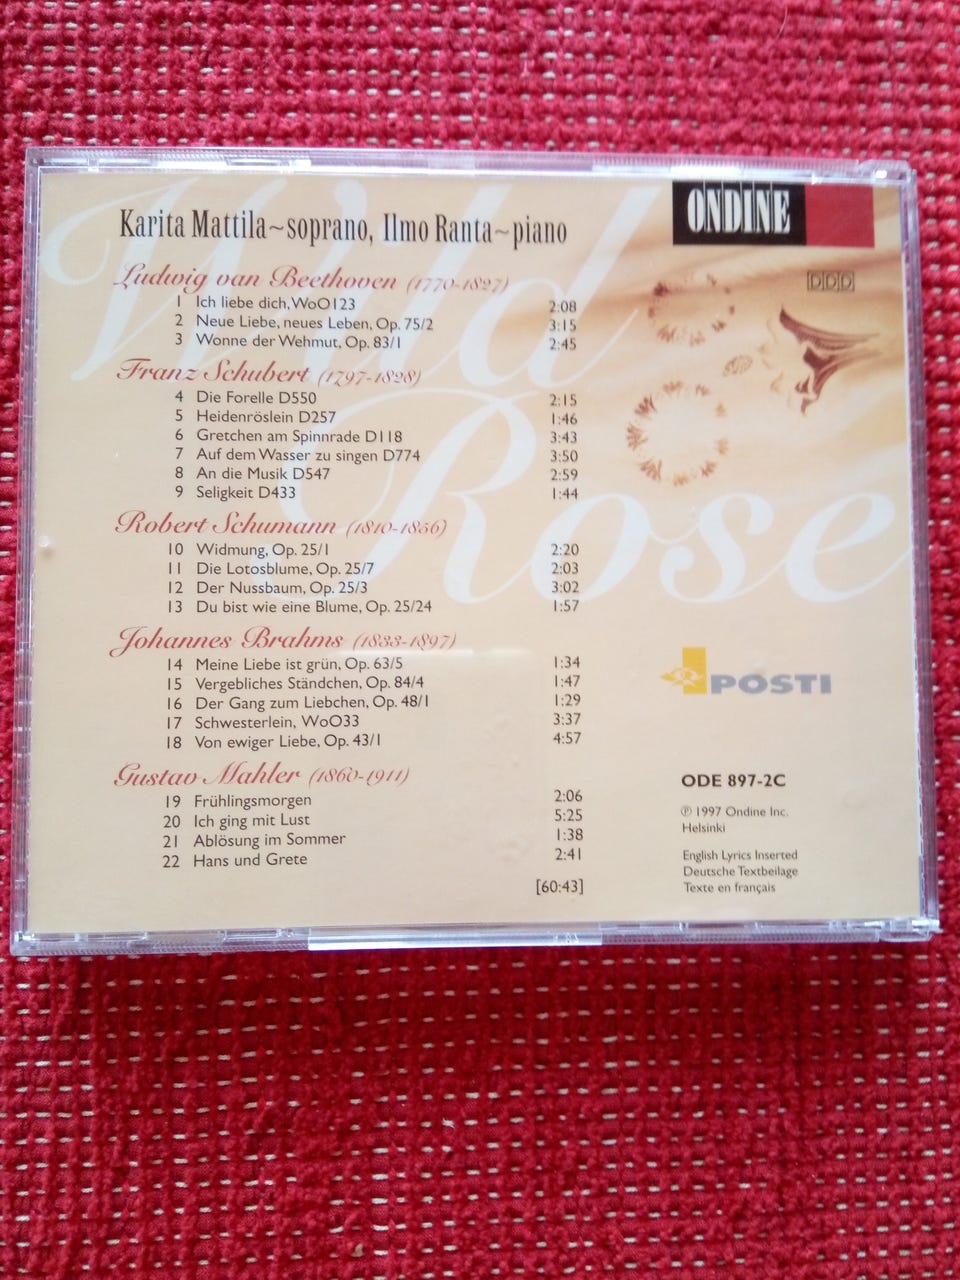 Wild
Rose
Karita Mattila~soprano, Ilmo Ranta~piano
ONDINE
DDD
Ludwig van Beethoven (1770-1827)
1 Ich liebe dich,WoO123 2:08
2 Neue Liebe, neues Leben, Op. 75/2 3:15
3 Wonne der Wehmut, Op. 83/1 2:45
Franz Schubert (1797-1828)
4 Die Forelle D550 2:15
5 Heidenröslein D257 1:46
6 Gretchen am Spinnrade D118 3:43
7 Auf dem Wasser zu singen D774 3:50
8 An die Musik D547 2:59
9 Seligkeit D433 1:44
Robert Schumann (1810-1856)
10 Widmung, Op. 25/1 2:20
11 Die Lotosblume, Op. 25/7 2:03
12 Der Nussbaum, Op. 25/3 3:02
13 Du bist wie eine Blume, Op. 25/24 1:57
Johannes Brahms (1833-1897)
14 Meine Liebe ist grün, Op. 63/5 1:34
15 Vergebliches Ständchen, Op. 84/4 1:47
16 Der Gang zum Liebchen, Op. 48/1 1:29
17 Schwesterlein, WoO33 3:37
18 Von ewiger Liebe, Op. 43/1 4:57
Gustav Mahler (1860-1911)
19 Frühlingsmorgen 2:06
20 Ich ging mit Lust 5:25
21 Ablösung im Sommer 1:38
22 Hans und Grete 2:41
[60:43]
POSTI
ODE 897-2C
℗ 1997 Ondine Inc.
Helsinki
English Lyrics Inserted
Deutsche Textbeilage
Texte en français